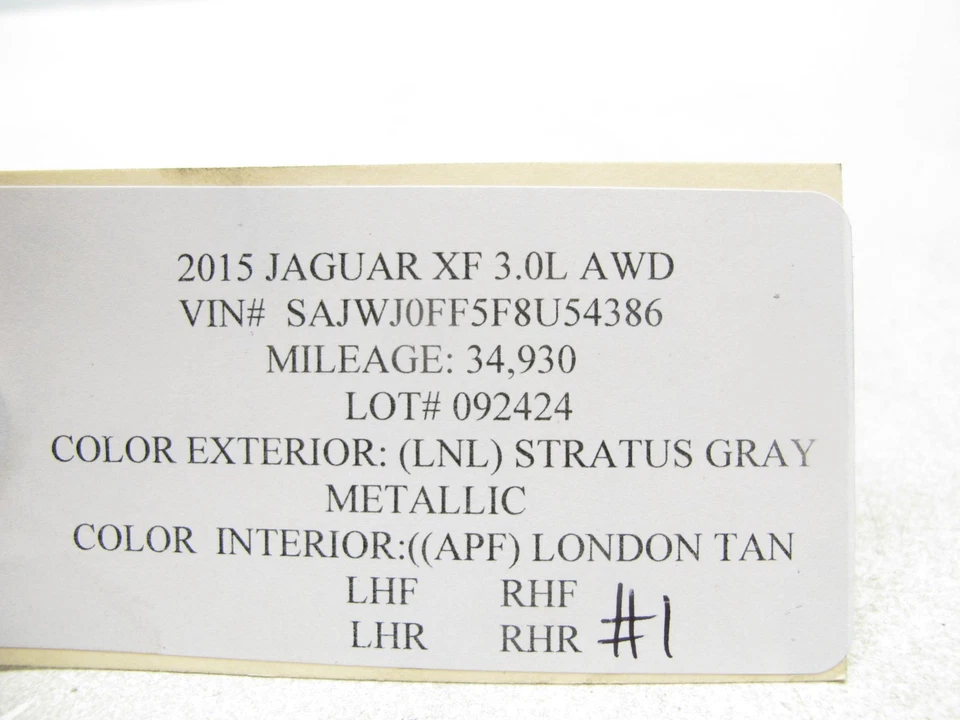 2015 JAGUAR XF 3.0L AWD
VIN# SAJWJ0FF5F8U54386
MILEAGE: 34,930
LOT# 092424
COLOR EXTERIOR: (LNL) STRATUS GRAY
METALLIC
COLOR INTERIOR:((APF) LONDON TAN
LHF RHF
LHR RHR #1